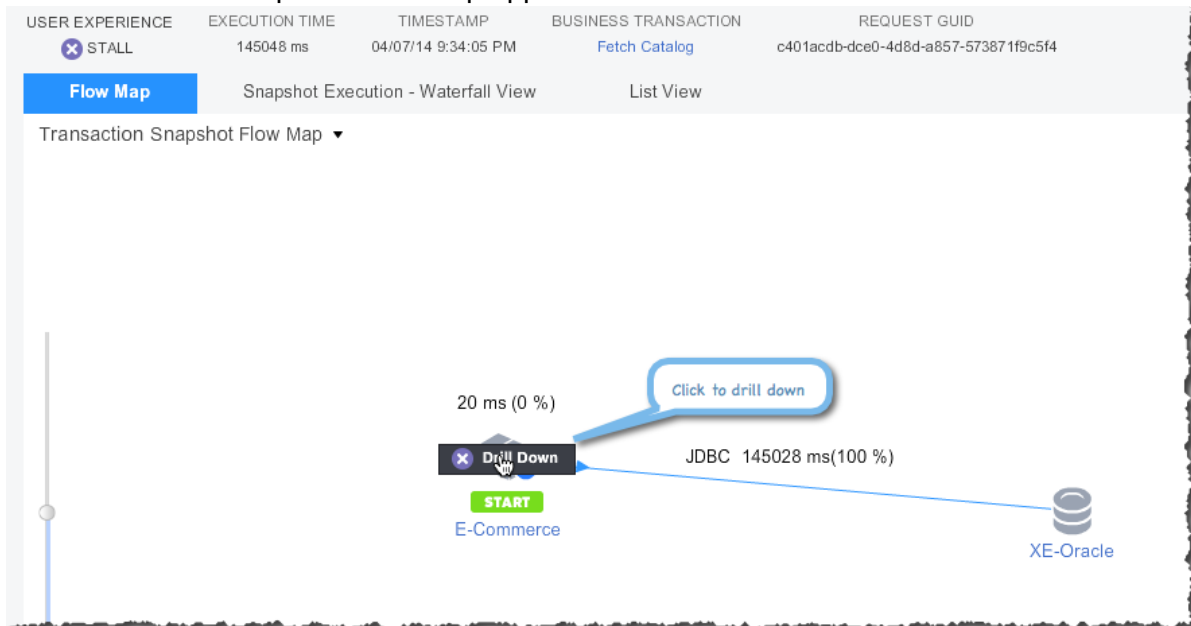 USER EXPERIENCE EXECUTION TIME TIMESTAMP BUSINESS TRANSACTION REQUEST GUID
STALL 145048 ms 04/07/14 9:34:05 PM Fetch Catalog c401acdb-dce0-4d8d-a857-573871f9c5f4
Flow Map Snapshot Execution - Waterfall View List View
Transaction Snapshot Flow Map
Click to drill down
20 ms (0 %)
Drill Down
JDBC 145028 ms(100 %)
START
E-Commerce
XE-Oracle